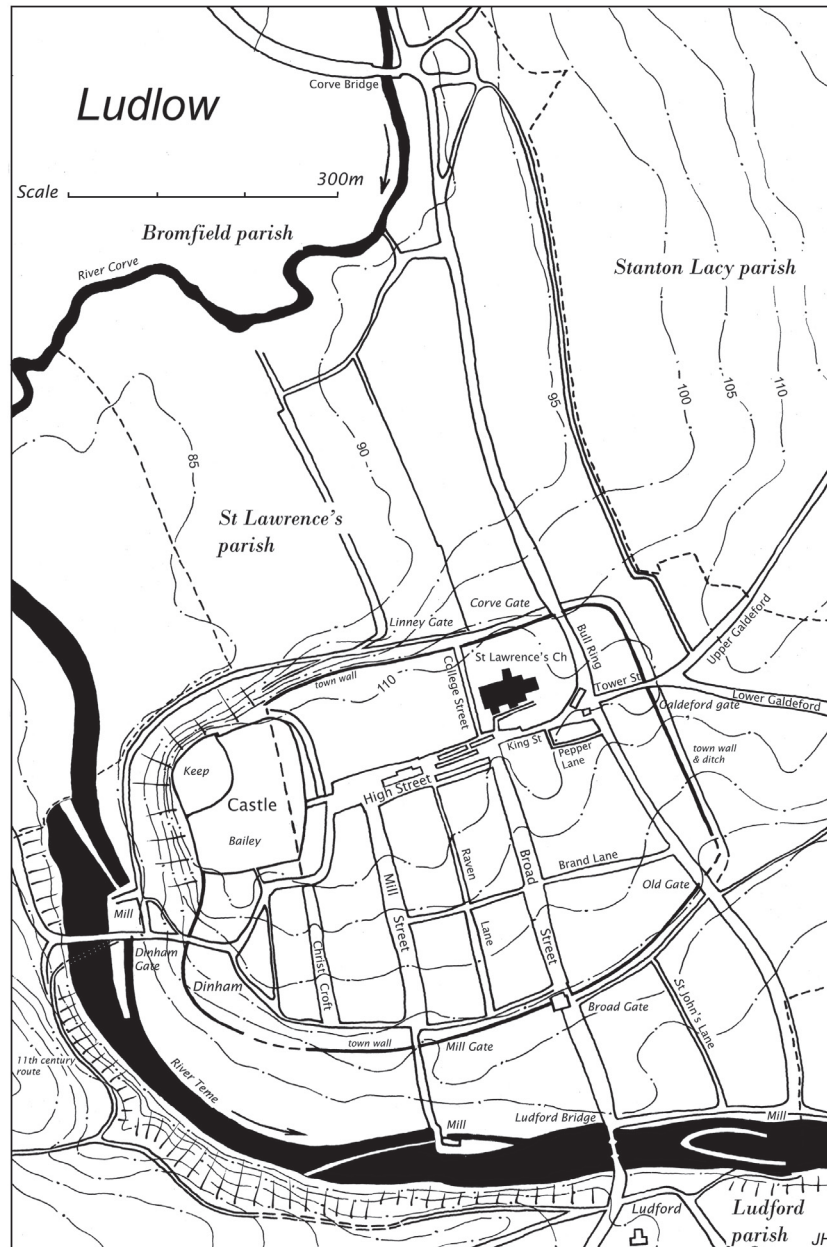 Corve Bridge
Ludlow
Scale
300m
Bromfield parish
River Corve
Stanton Lacy parish
100
105
110
95
90
85
St Lawrence's
parish
Linney Gate
Corve Gate
Bull Ring
Upper Galdeford
town wall
110
College Street
St Lawrence's Ch
Tower St
Lower Galdeford
Galdeford gate
King St
Pepper
Lane
town wall
& ditch
Keep
Castle
High Street
Bailey
Mill
Street
Raven
Lane
Broad
Street
Brand Lane
Old Gate
Mill
Dinham
Gate
Christ Croft
Dinham
St John's Lane
Broad Gate
town wall
Mill Gate
11th century
route
River Teme
Mill
Ludford Bridge
Mill
Ludford
Ludford
parish
JH